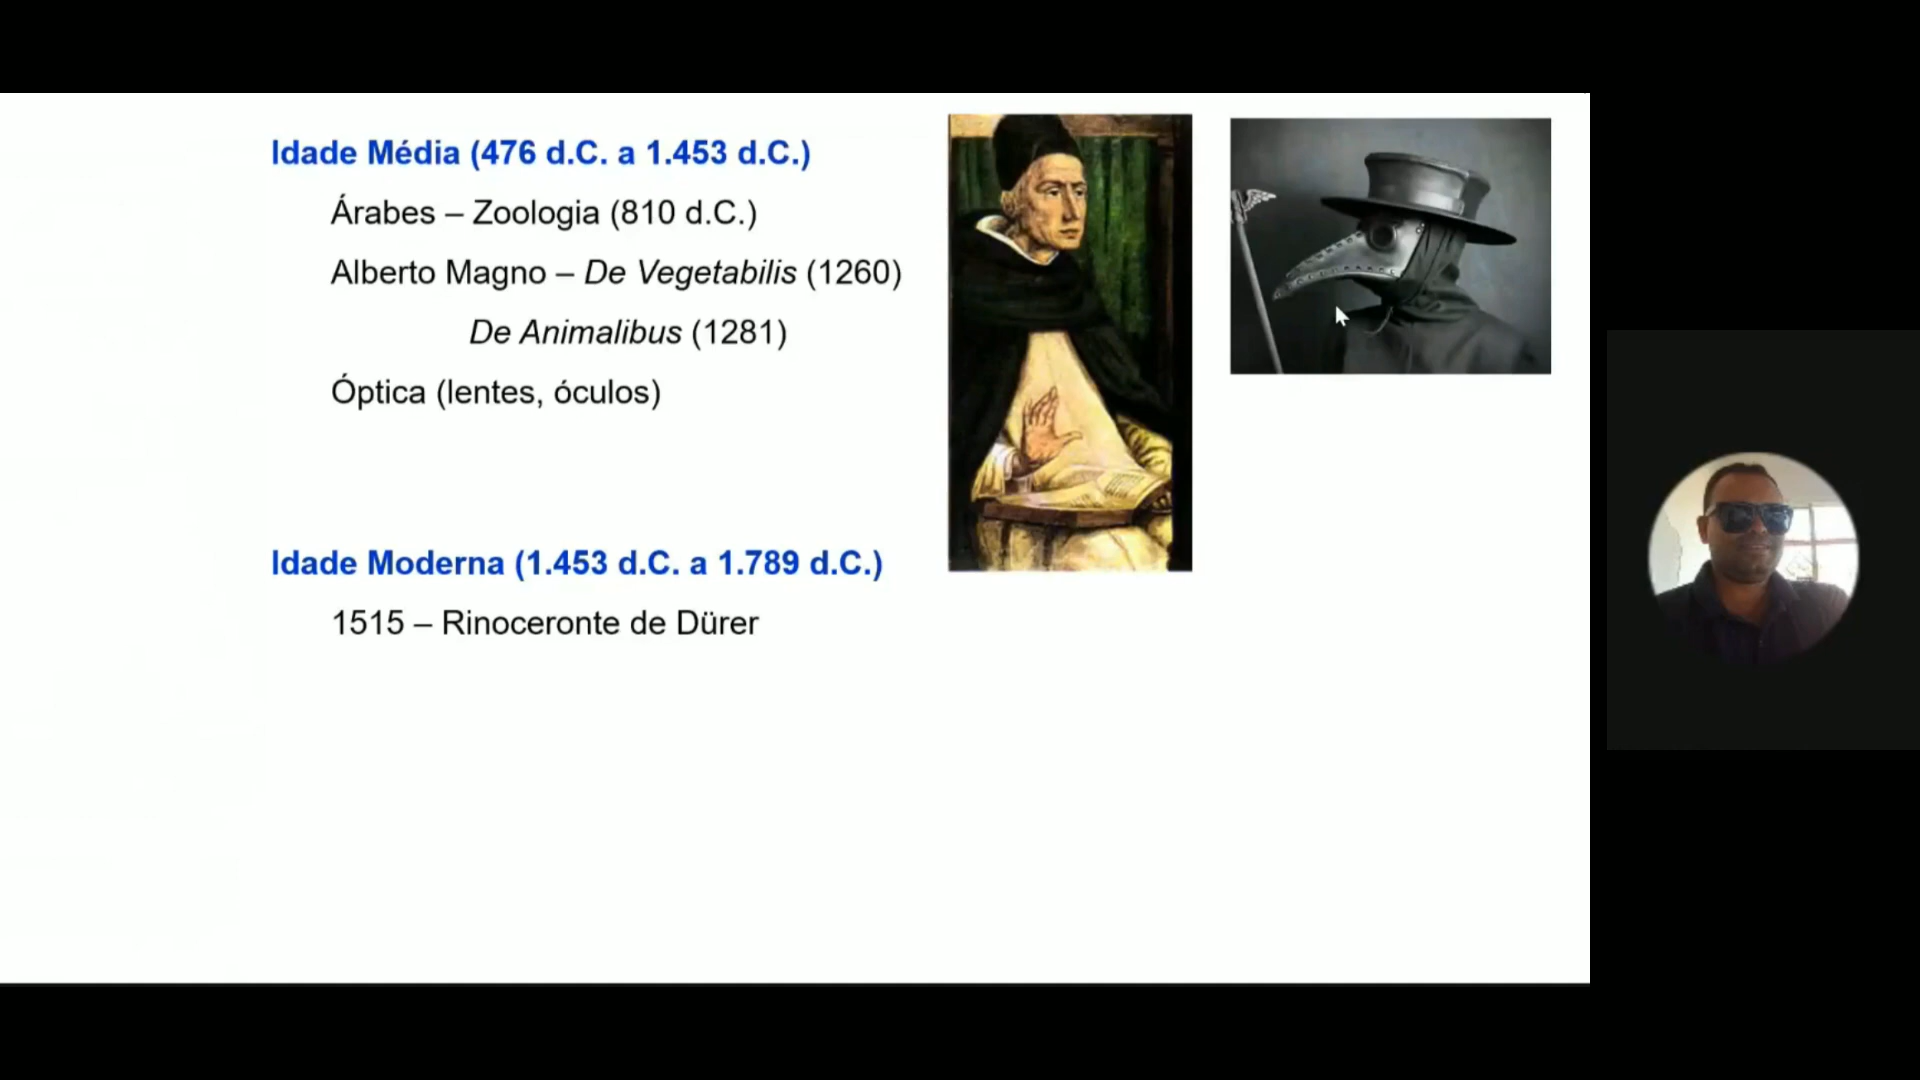 Idade Média (476 d.C. a 1.453 d.C.)
Árabes – Zoologia (810 d.C.)
Alberto Magno – De Vegetabilis (1260)
De Animalibus (1281)
Óptica (lentes, óculos)
Idade Moderna (1.453 d.C. a 1.789 d.C.)
1515 – Rinoceronte de Dürer